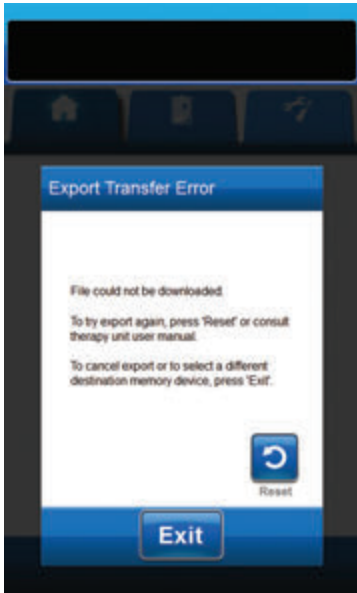 Export Transfer Error
File could not be downloaded.
To try export again, press 'Reset' or consult
therapy unit user manual.
To cancel export or to select a different
destination memory device, press 'Exit'.
Reset
Exit